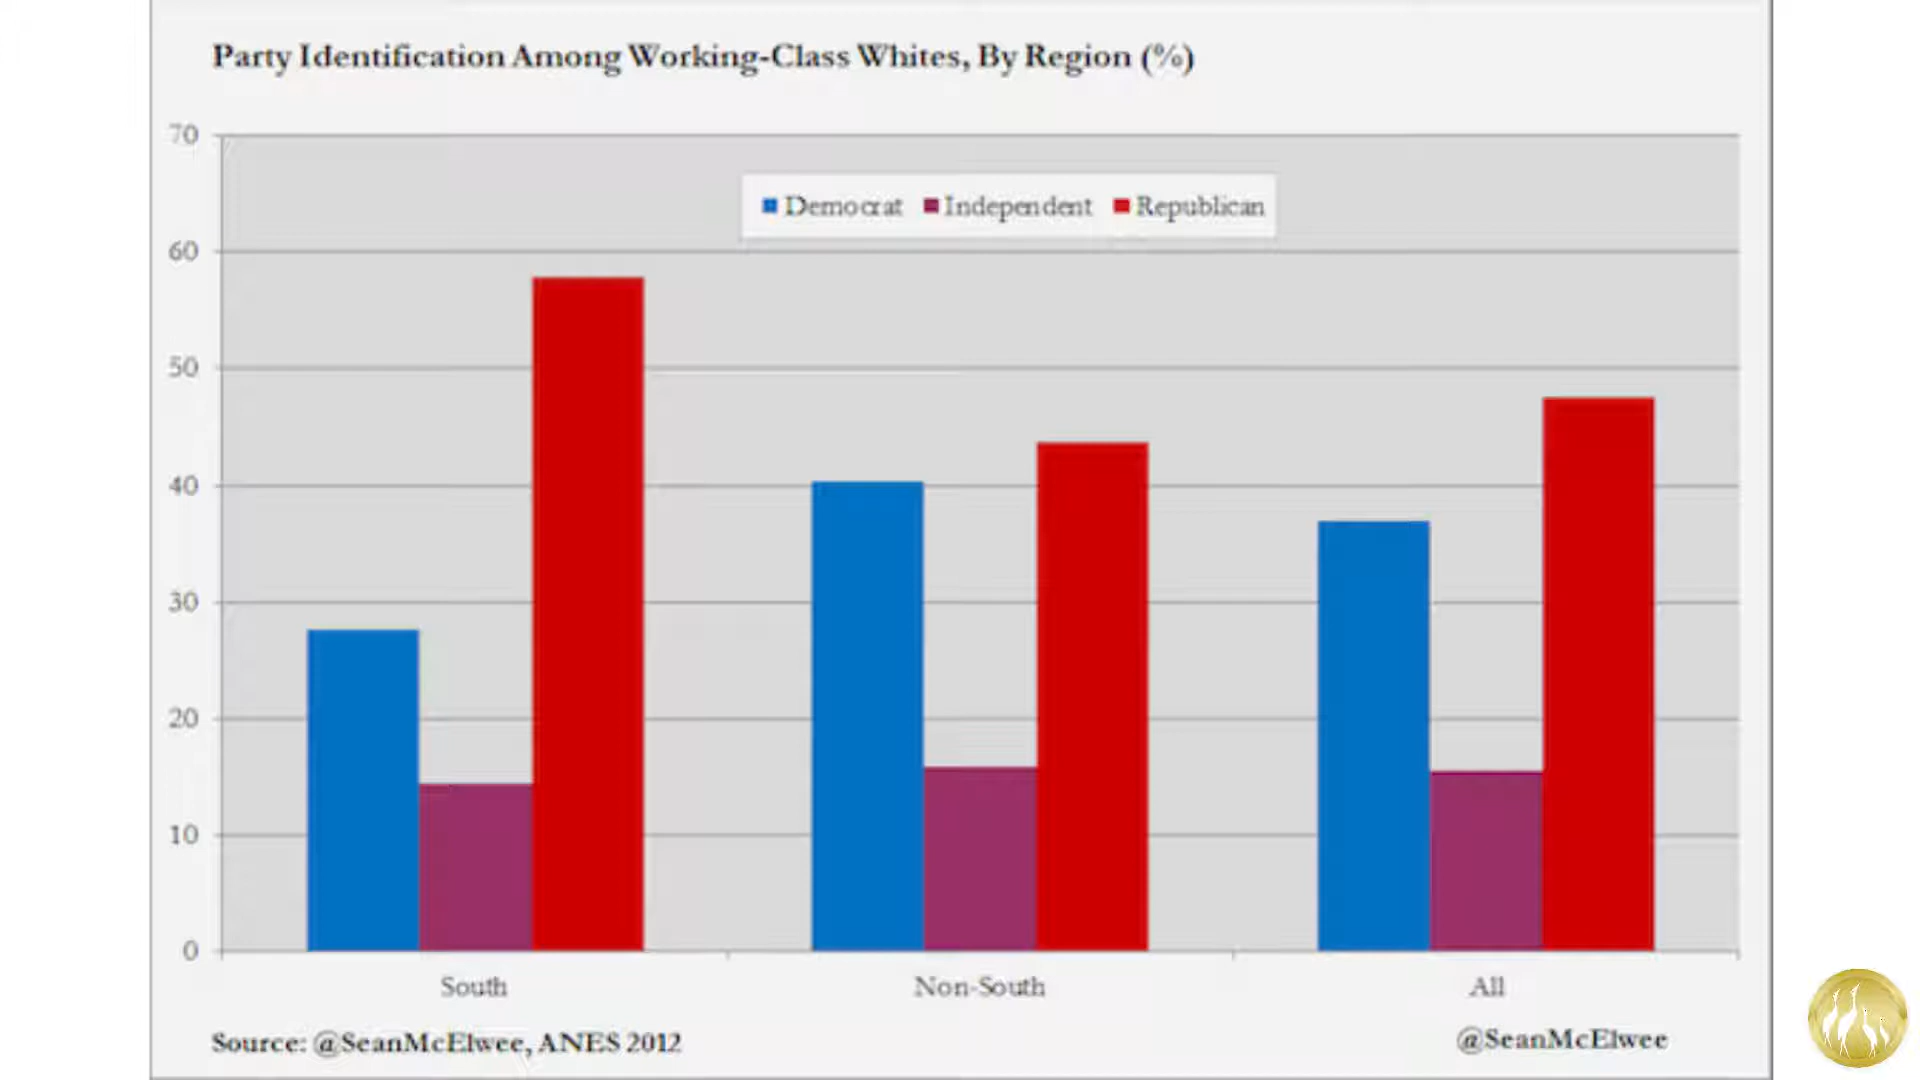 Party Identification Among Working-Class Whites, By Region (%)
70
Democrat Independent Republican
60
50
40
30
20
10
0
South Non-South All
Source: @SeanMcElwee, ANES 2012 @SeanMcElwee